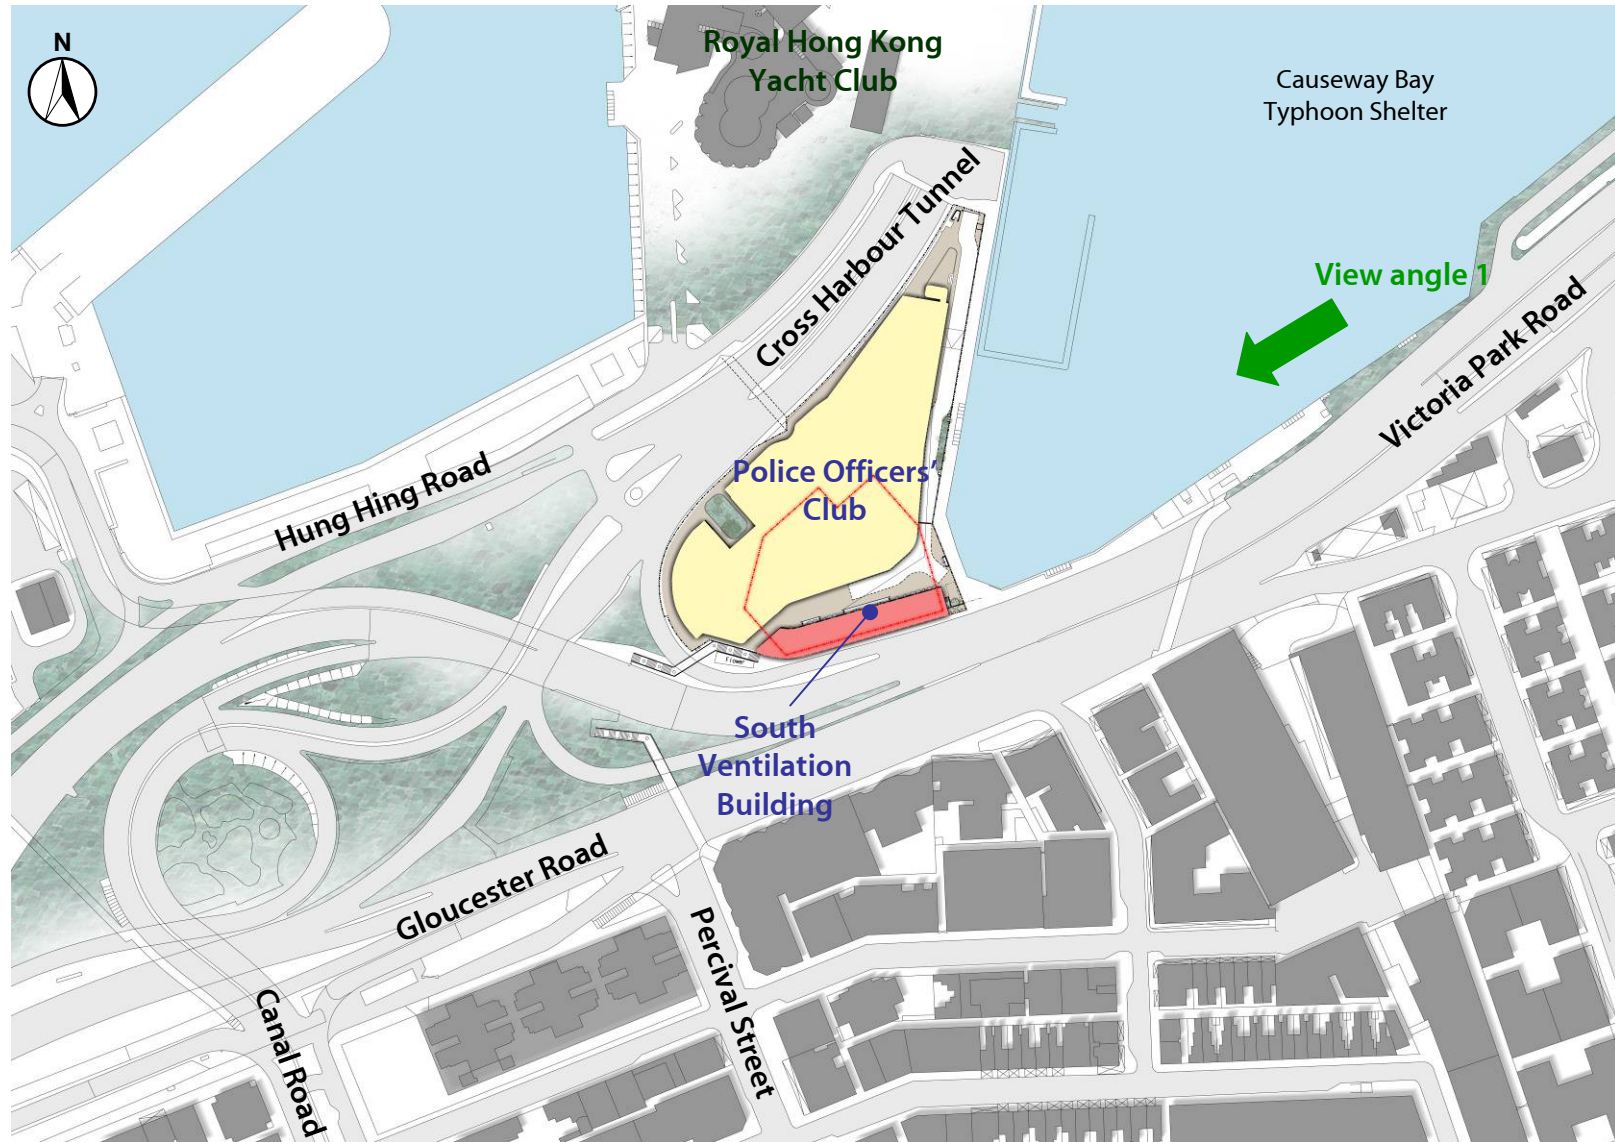 N
Royal Hong Kong
Yacht Club
Causeway Bay
Typhoon Shelter
Cross Harbour Tunnel
View angle 1
Victoria Park Road
Hung Hing Road
Police Officers'
Club
South
Ventilation
Building
Gloucester Road
Percival Street
Canal Road